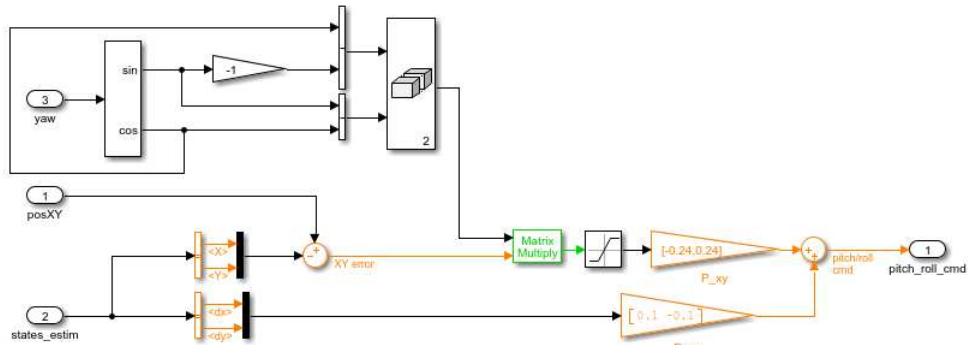 sin
-1
3
yaw
cos
2
1
posXY
<X>
Matrix
Multiply
[-0.24,0.24]
+
+
1
-
+
<Y>
XY error
P_xy
pitch/roll
cmd
pitch_roll_cmd
2
states_estim
<dx>
<dy>
[0.1 -0.1]